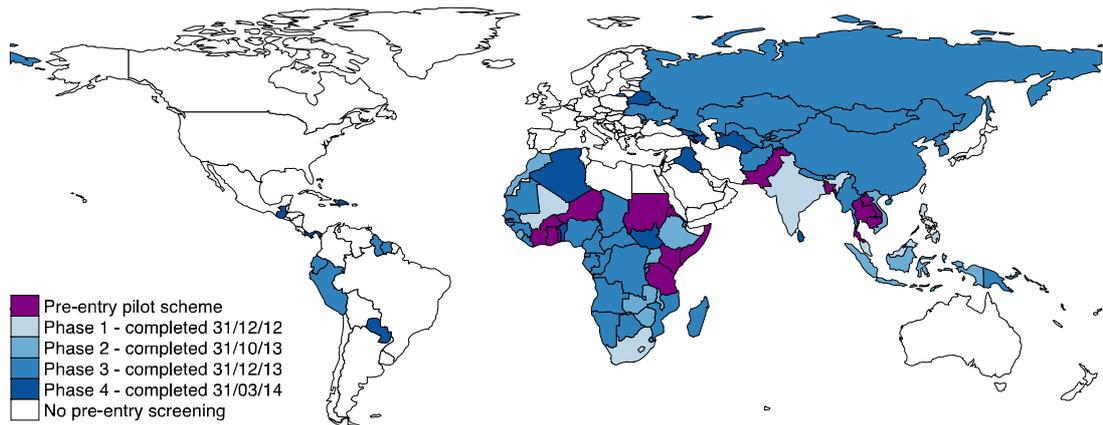 Pre-entry pilot scheme
Phase 1 - completed 31/12/12
Phase 2 - completed 31/10/13
Phase 3 - completed 31/12/13
Phase 4 - completed 31/03/14
No pre-entry screening